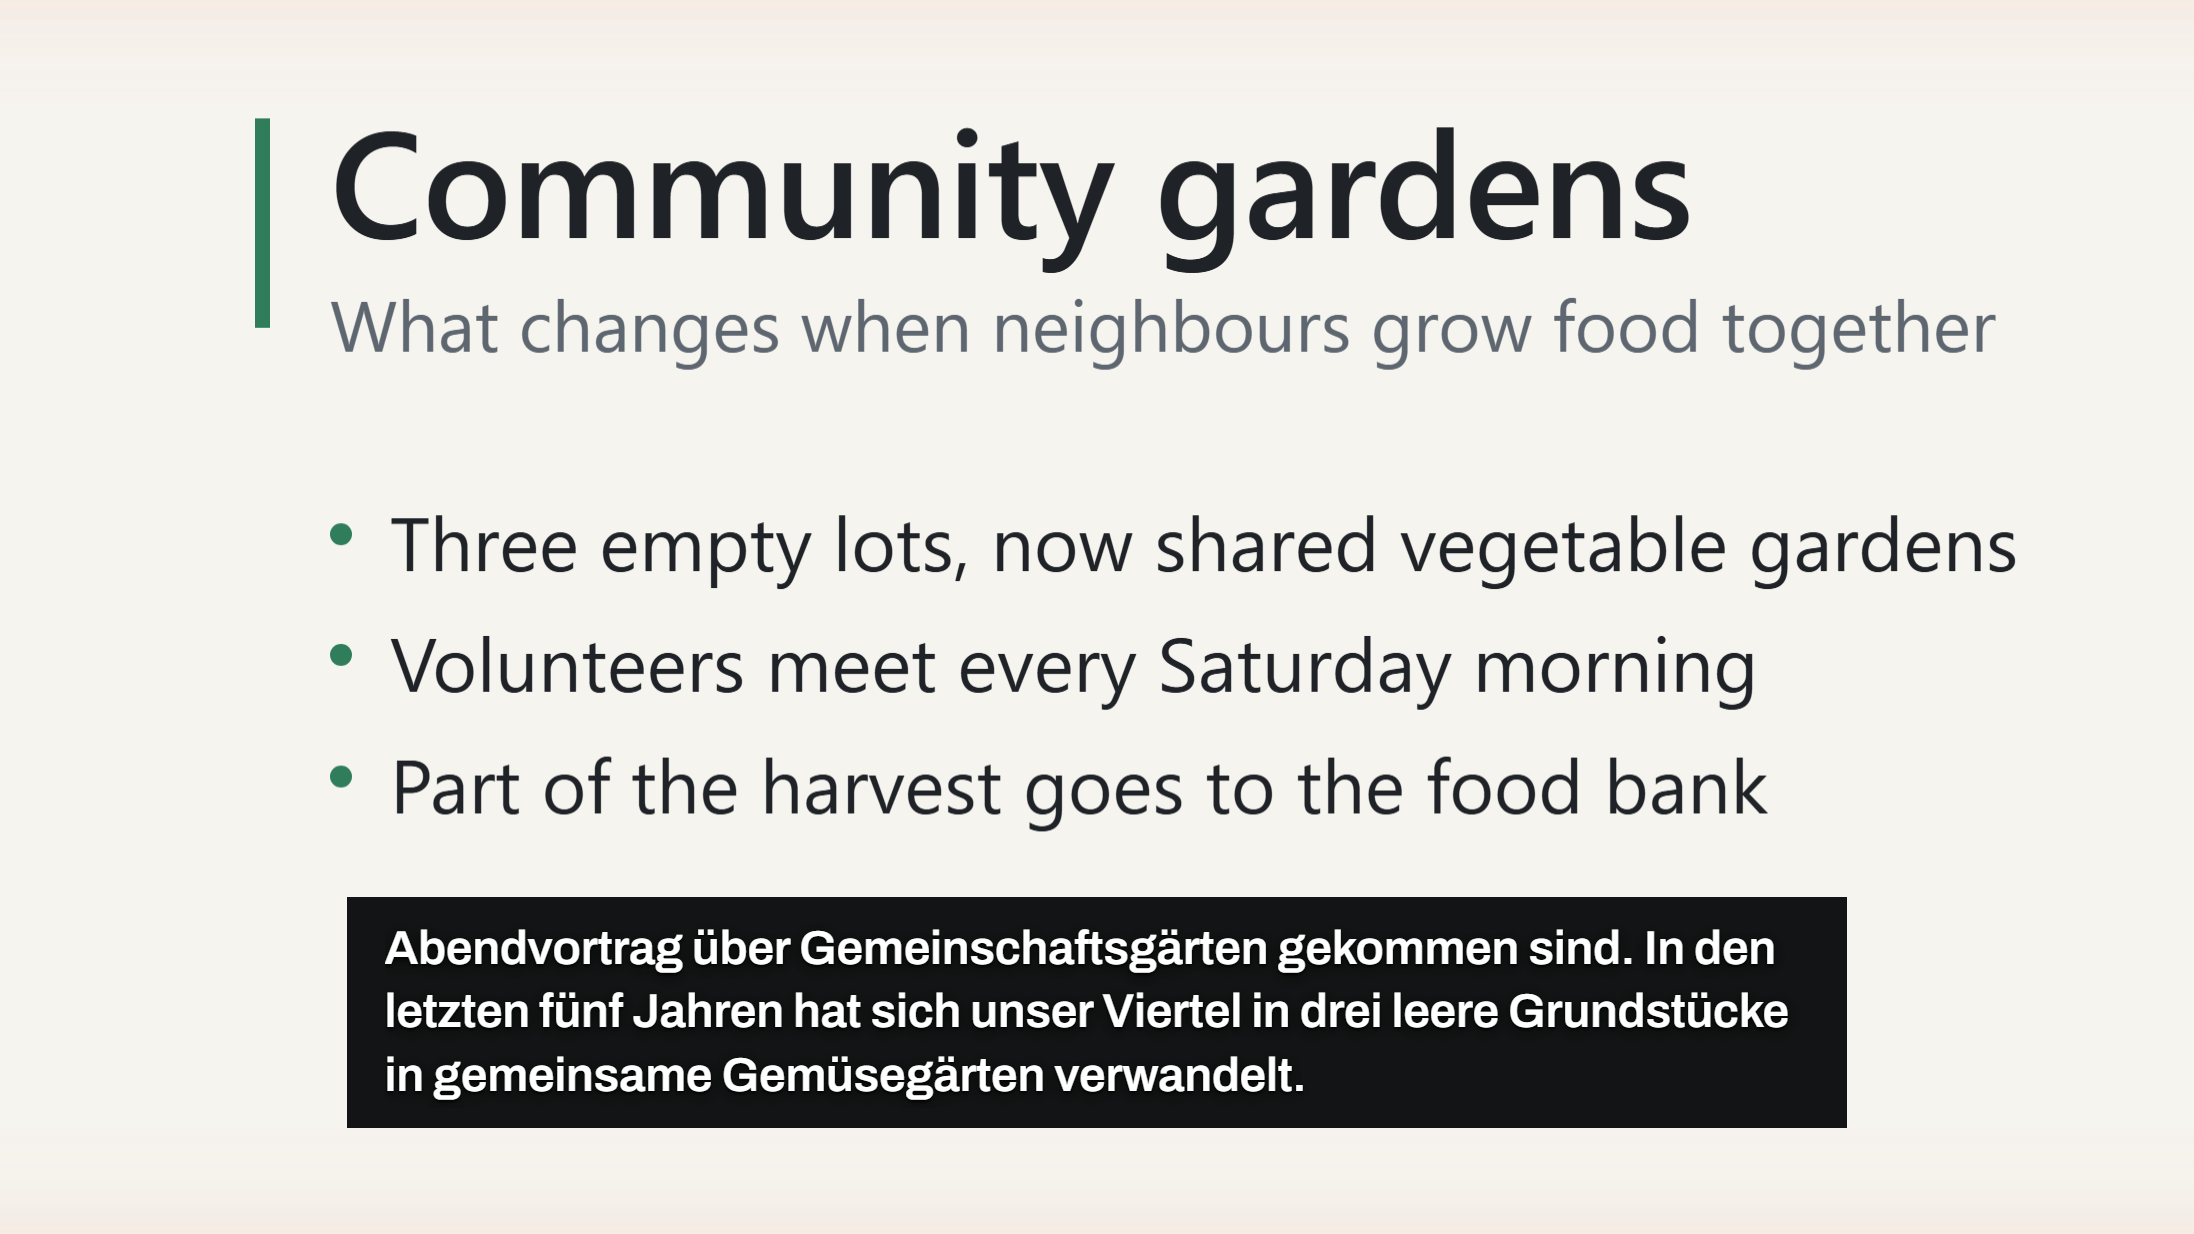 Community gardens
What changes when neighbours grow food together
Three empty lots, now shared vegetable gardens
Volunteers meet every Saturday morning
Part of the harvest goes to the food bank
Abendvortrag über Gemeinschaftsgärten gekommen sind. In den
letzten fünf Jahren hat sich unser Viertel in drei leere Grundstücke
in gemeinsame Gemüsegärten verwandelt.